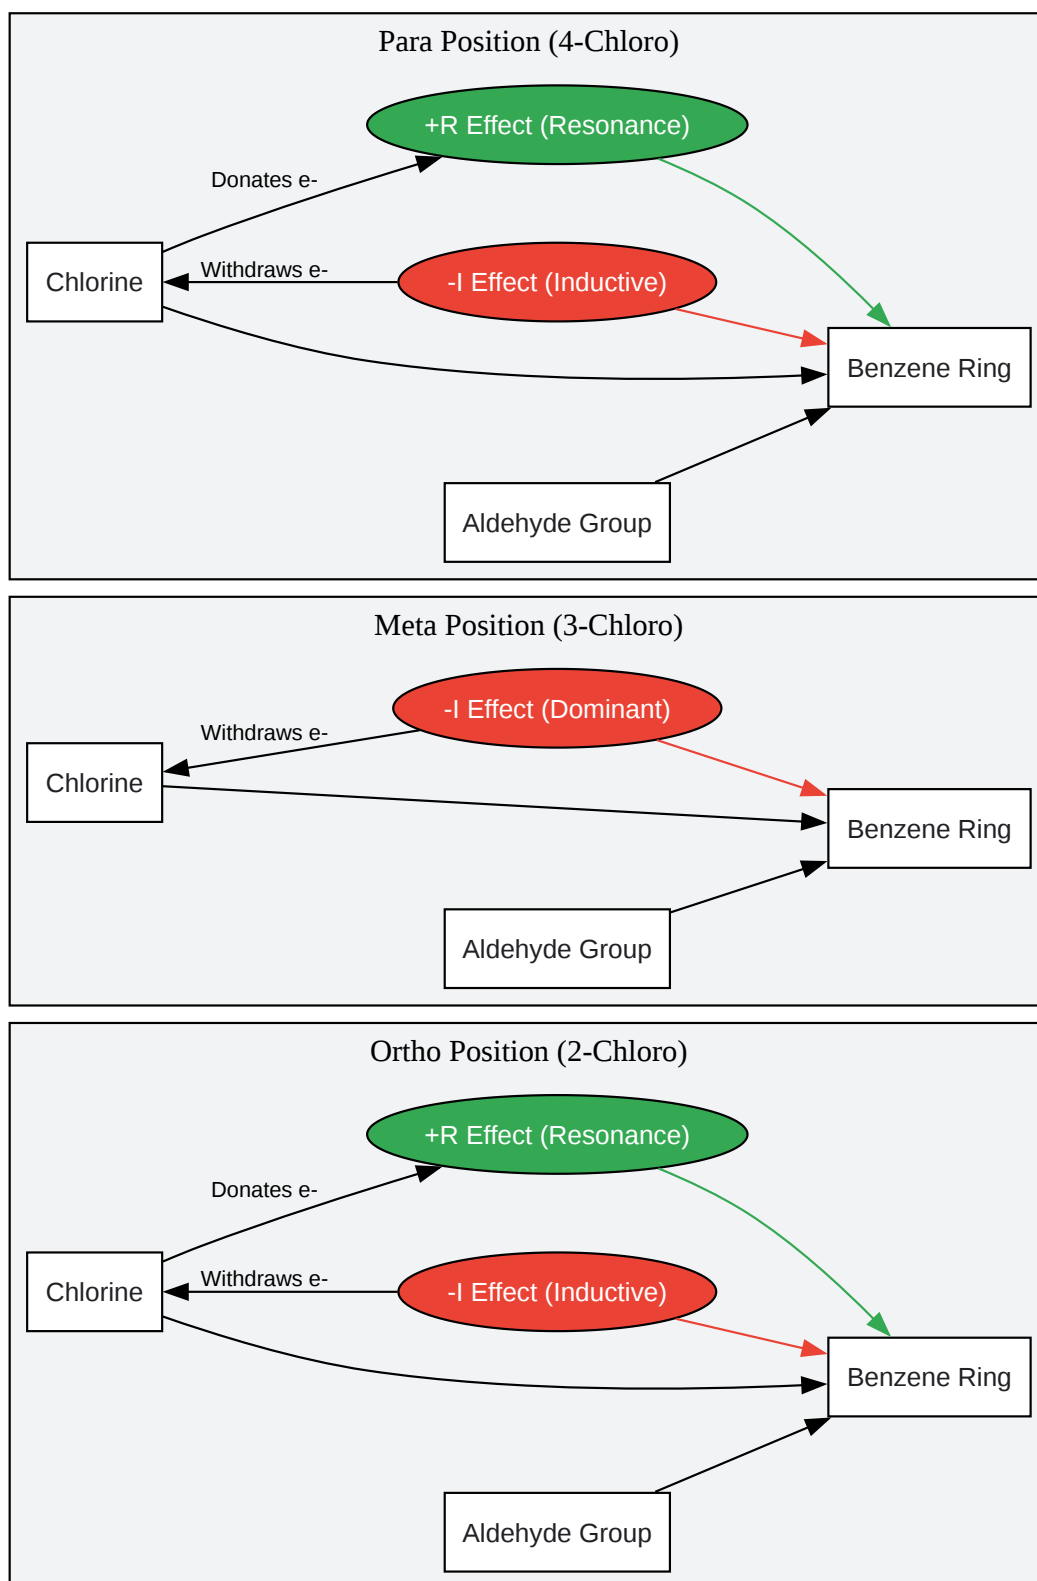 Para Position (4-Chloro)
+R Effect (Resonance)
Donates e-
Chlorine
Withdraws e-
-I Effect (Inductive)
Benzene Ring
Aldehyde Group
Meta Position (3-Chloro)
-I Effect (Dominant)
Withdraws e-
Chlorine
Benzene Ring
Aldehyde Group
Ortho Position (2-Chloro)
+R Effect (Resonance)
Donates e-
Chlorine
Withdraws e-
-I Effect (Inductive)
Benzene Ring
Aldehyde Group